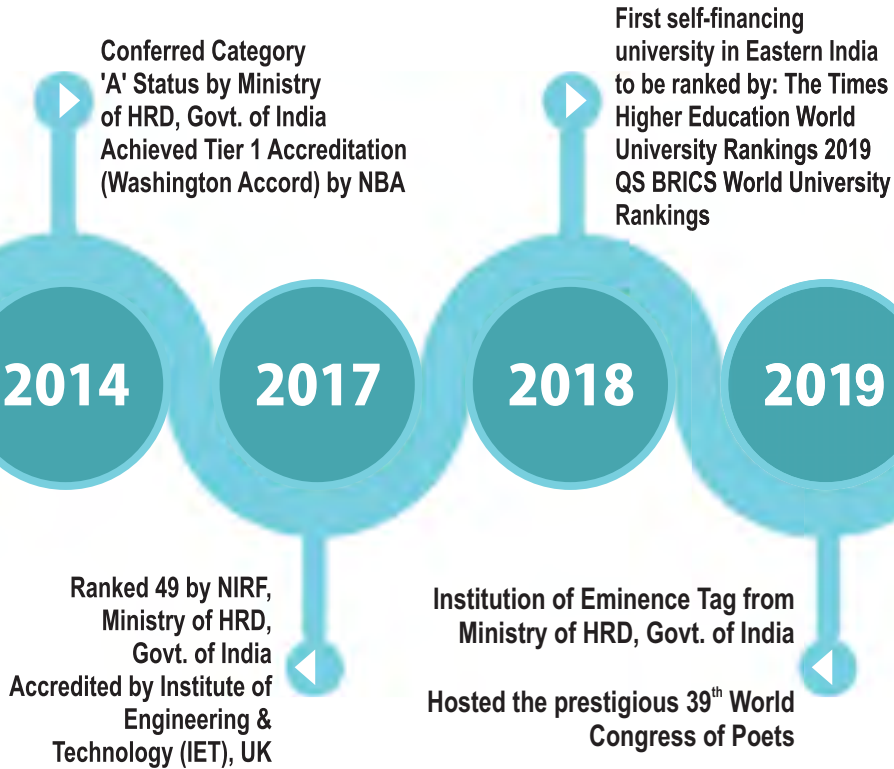 Conferred Category
'A' Status by Ministry
of HRD, Govt. of India
Achieved Tier 1 Accreditation
(Washington Accord) by NBA
First self-financing
university in Eastern India
to be ranked by: The Times
Higher Education World
University Rankings 2019
QS BRICS World University
Rankings
2014
2017
2018
2019
Ranked 49 by NIRF,
Ministry of HRD,
Govt. of India
Accredited by Institute of
Engineering &
Technology (IET), UK
Institution of Eminence Tag from
Ministry of HRD, Govt. of India
Hosted the prestigious 39th World
Congress of Poets